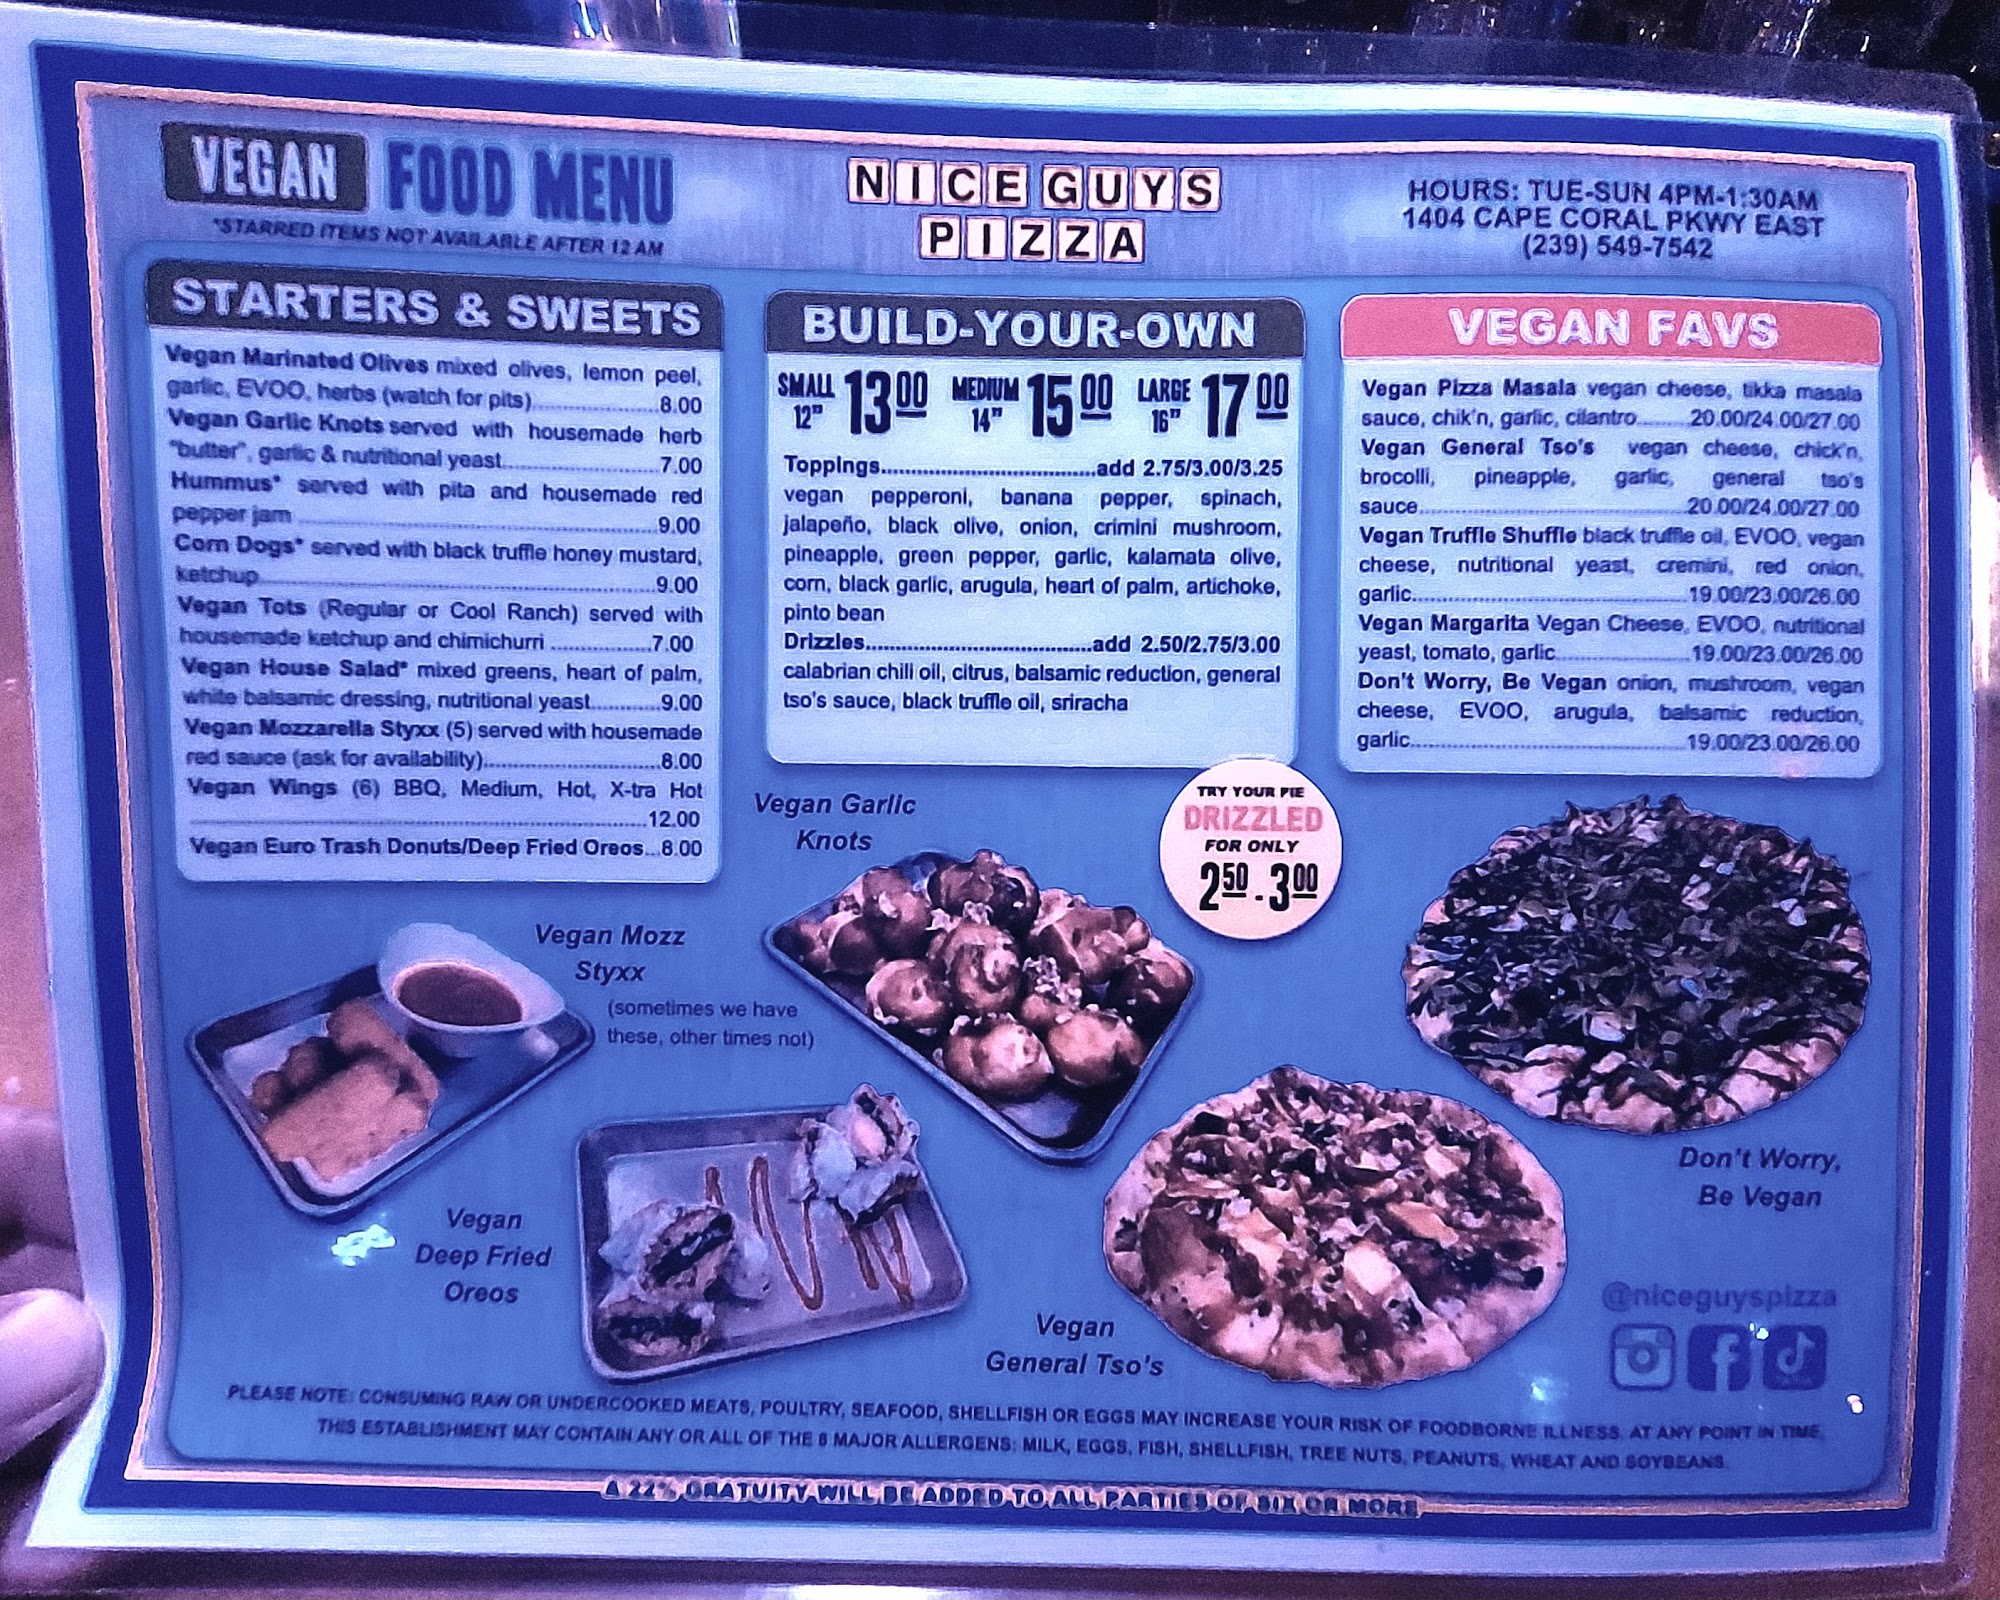 VEGAN FOOD MENU
*STARRED ITEMS NOT AVAILABLE AFTER 12 AM
NICE GUYS
PIZZA
HOURS: TUE-SUN 4PM-1:30AM
1404 CAPE CORAL PKWY EAST
(239) 549-7542
STARTERS & SWEETS
Vegan Marinated Olives mixed olives, lemon peel,
garlic, EVOO, herbs (watch for pits)....................8.00
Vegan Garlic Knots served with housemade herb
"butter", garlic & nutritional yeast.........................7.00
Hummus* served with pita and housemade red
pepper jam .........................................................9.00
Corn Dogs* served with black truffle honey mustard,
ketchup...............................................................9.00
Vegan Tots (Regular or Cool Ranch) served with
housemade ketchup and chimichurri ................7.00
Vegan House Salad* mixed greens, heart of palm,
white balsamic dressing, nutritional yeast...........9.00
Vegan Mozzarella Styxx (5) served with housemade
red sauce (ask for availability)............................8.00
Vegan Wings (6) BBQ, Medium, Hot, X-tra Hot
.........................................................................12.00
Vegan Euro Trash Donuts/Deep Fried Oreos...8.00
BUILD-YOUR-OWN
SMALL 12" 13.00 MEDIUM 14" 15.00 LARGE 16" 17.00
Toppings..................................add 2.75/3.00/3.25
vegan pepperoni, banana pepper, spinach,
jalapeño, black olive, onion, crimini mushroom,
pineapple, green pepper, garlic, kalamata olive,
corn, black garlic, arugula, heart of palm, artichoke,
pinto bean
Drizzles....................................add 2.50/2.75/3.00
calabrian chili oil, citrus, balsamic reduction, general
tso's sauce, black truffle oil, sriracha
VEGAN FAVS
Vegan Pizza Masala vegan cheese, tikka masala
sauce, chik'n, garlic, cilantro.........20.00/24.00/27.00
Vegan General Tso's vegan cheese, chick'n,
brocolli, pineapple, garlic, general tso's
sauce...........................................20.00/24.00/27.00
Vegan Truffle Shuffle black truffle oil, EVOO, vegan
cheese, nutritional yeast, cremini, red onion,
garlic............................................19.00/23.00/26.00
Vegan Margarita Vegan Cheese, EVOO, nutritional
yeast, tomato, garlic.....................19.00/23.00/26.00
Don't Worry, Be Vegan onion, mushroom, vegan
cheese, EVOO, arugula, balsamic reduction,
garlic............................................19.00/23.00/26.00
TRY YOUR PIE
DRIZZLED
FOR ONLY
2.50 - 3.00
Vegan Garlic
Knots
Vegan Mozz
Styxx
(sometimes we have
these, other times not)
Vegan
Deep Fried
Oreos
Vegan
General Tso's
Don't Worry,
Be Vegan
@niceguyspizza
PLEASE NOTE: CONSUMING RAW OR UNDERCOOKED MEATS, POULTRY, SEAFOOD, SHELLFISH OR EGGS MAY INCREASE YOUR RISK OF FOODBORNE ILLNESS. AT ANY POINT IN TIME,
THIS ESTABLISHMENT MAY CONTAIN ANY OR ALL OF THE 8 MAJOR ALLERGENS: MILK, EGGS, FISH, SHELLFISH, TREE NUTS, PEANUTS, WHEAT AND SOYBEANS.
A 22% GRATUITY WILL BE ADDED TO ALL PARTIES OF SIX OR MORE